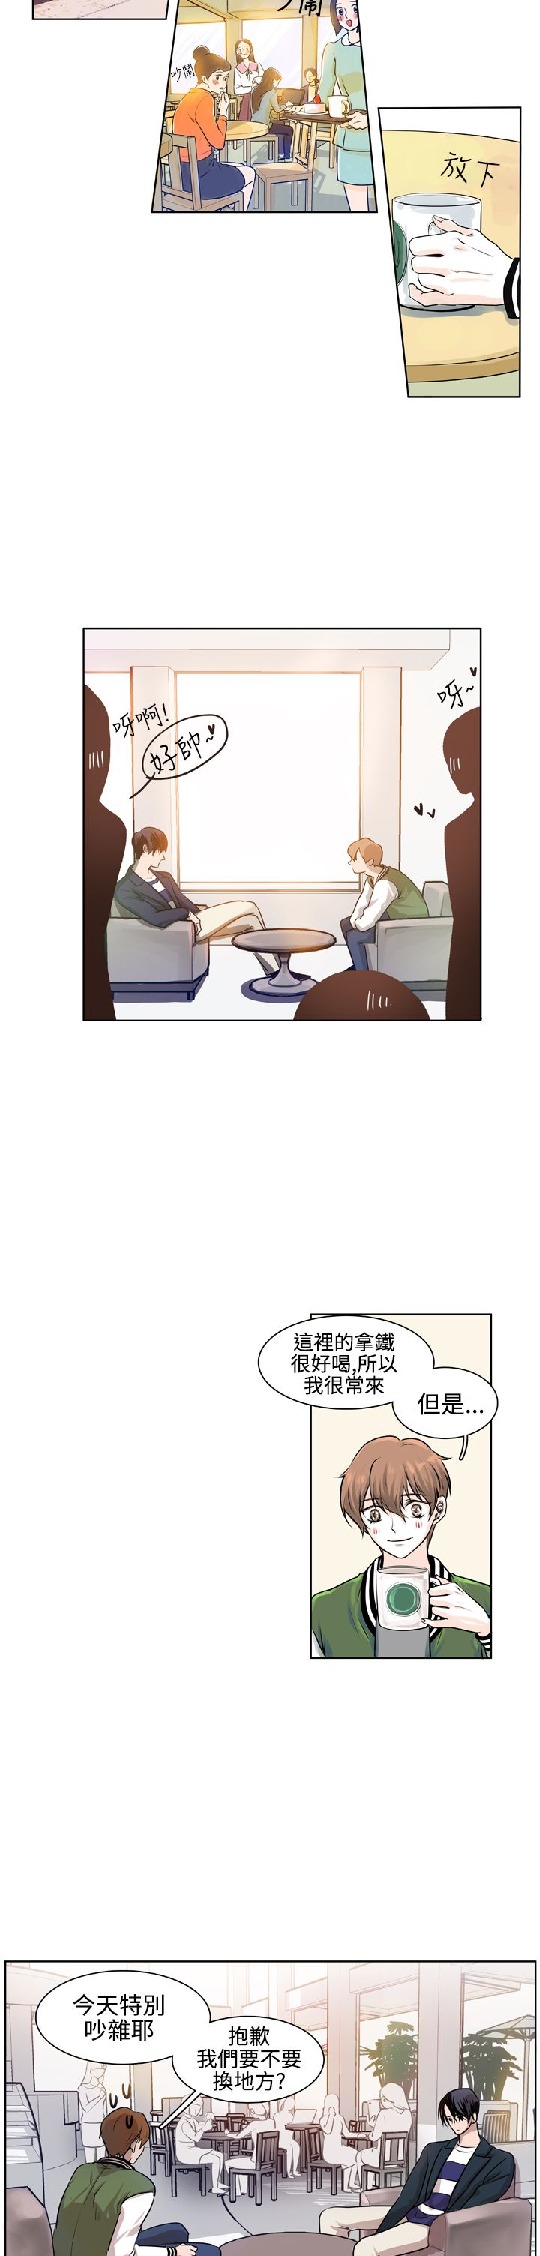 鬧
吵鬧
放下
呀啊!
好帥~
呀~
這裡的拿鐵
很好喝,所以
我很常來
但是...
今天特別
吵雜耶
抱歉
我們要不要
換地方?